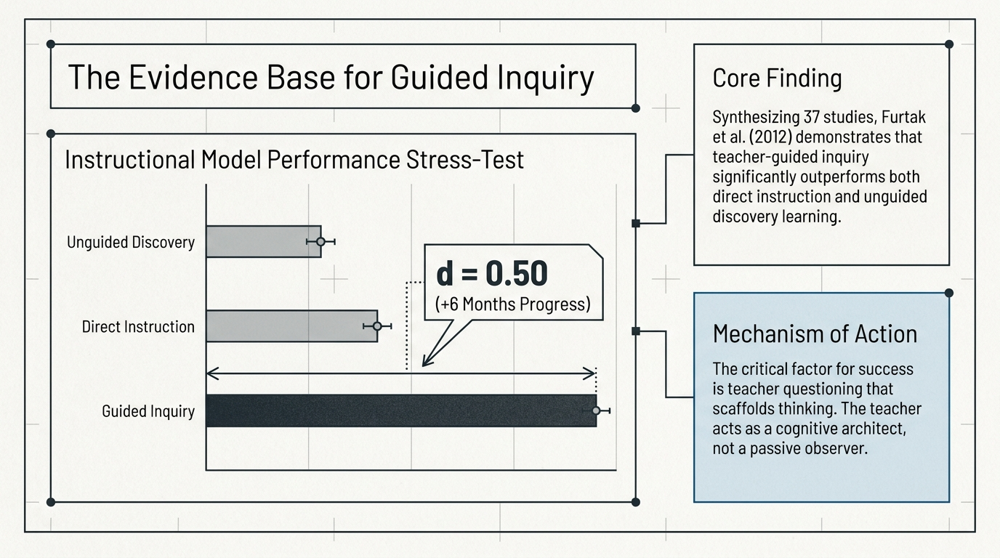 The Evidence Base for Guided Inquiry
Instructional Model Performance Stress-Test
Unguided Discovery
Direct Instruction
Guided Inquiry
d = 0.50
(+6 Months Progress)
Core Finding
Synthesizing 37 studies, Furtak
et al. (2012) demonstrates that
teacher-guided inquiry
significantly outperforms both
direct instruction and unguided
discovery learning.
Mechanism of Action
The critical factor for success
is teacher questioning that
scaffolds thinking. The teacher
acts as a cognitive architect,
not a passive observer.